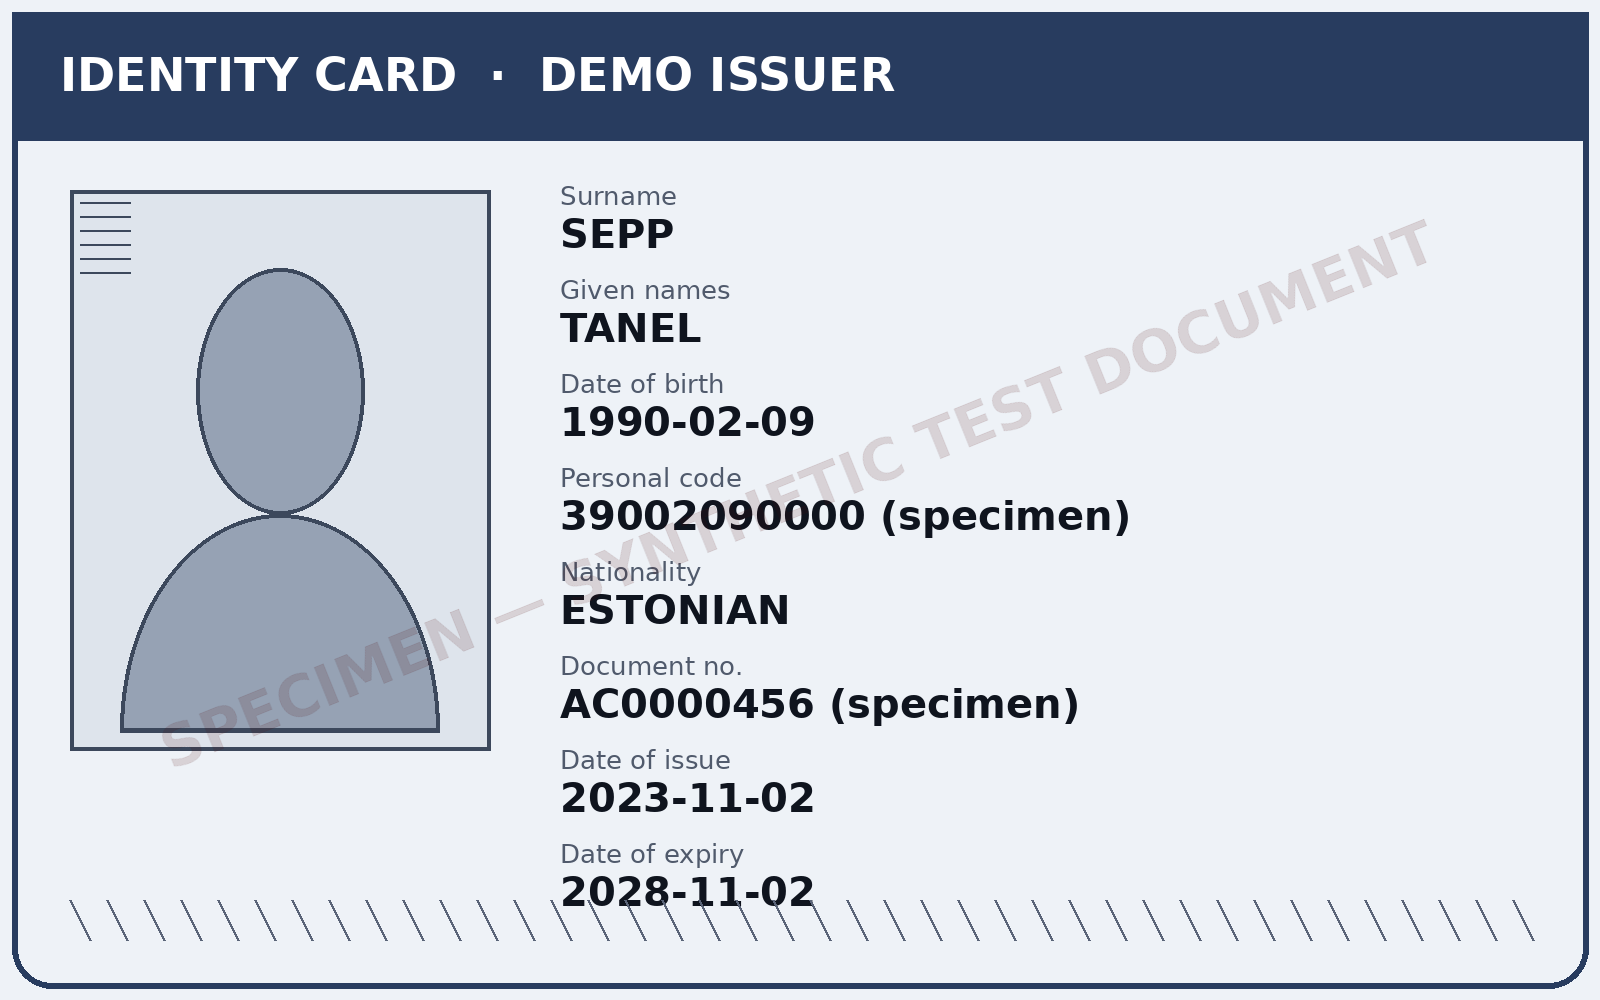 IDENTITY CARD · DEMO ISSUER
Surname
SEPP
Given names
TANEL
Date of birth
1990-02-09
Personal code
39002090000 (specimen)
Nationality
ESTONIAN
Document no.
AC0000456 (specimen)
Date of issue
2023-11-02
Date of expiry
2028-11-02
SPECIMEN — SYNTHETIC TEST DOCUMENT